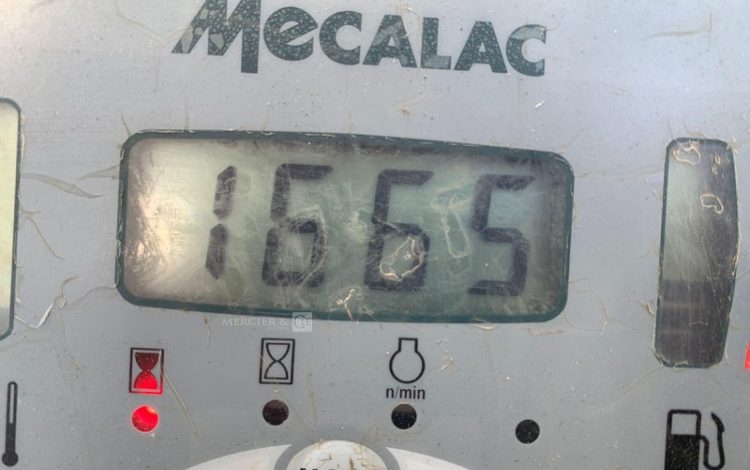 MECALAC
1665
MERCIER & Cie
n/min